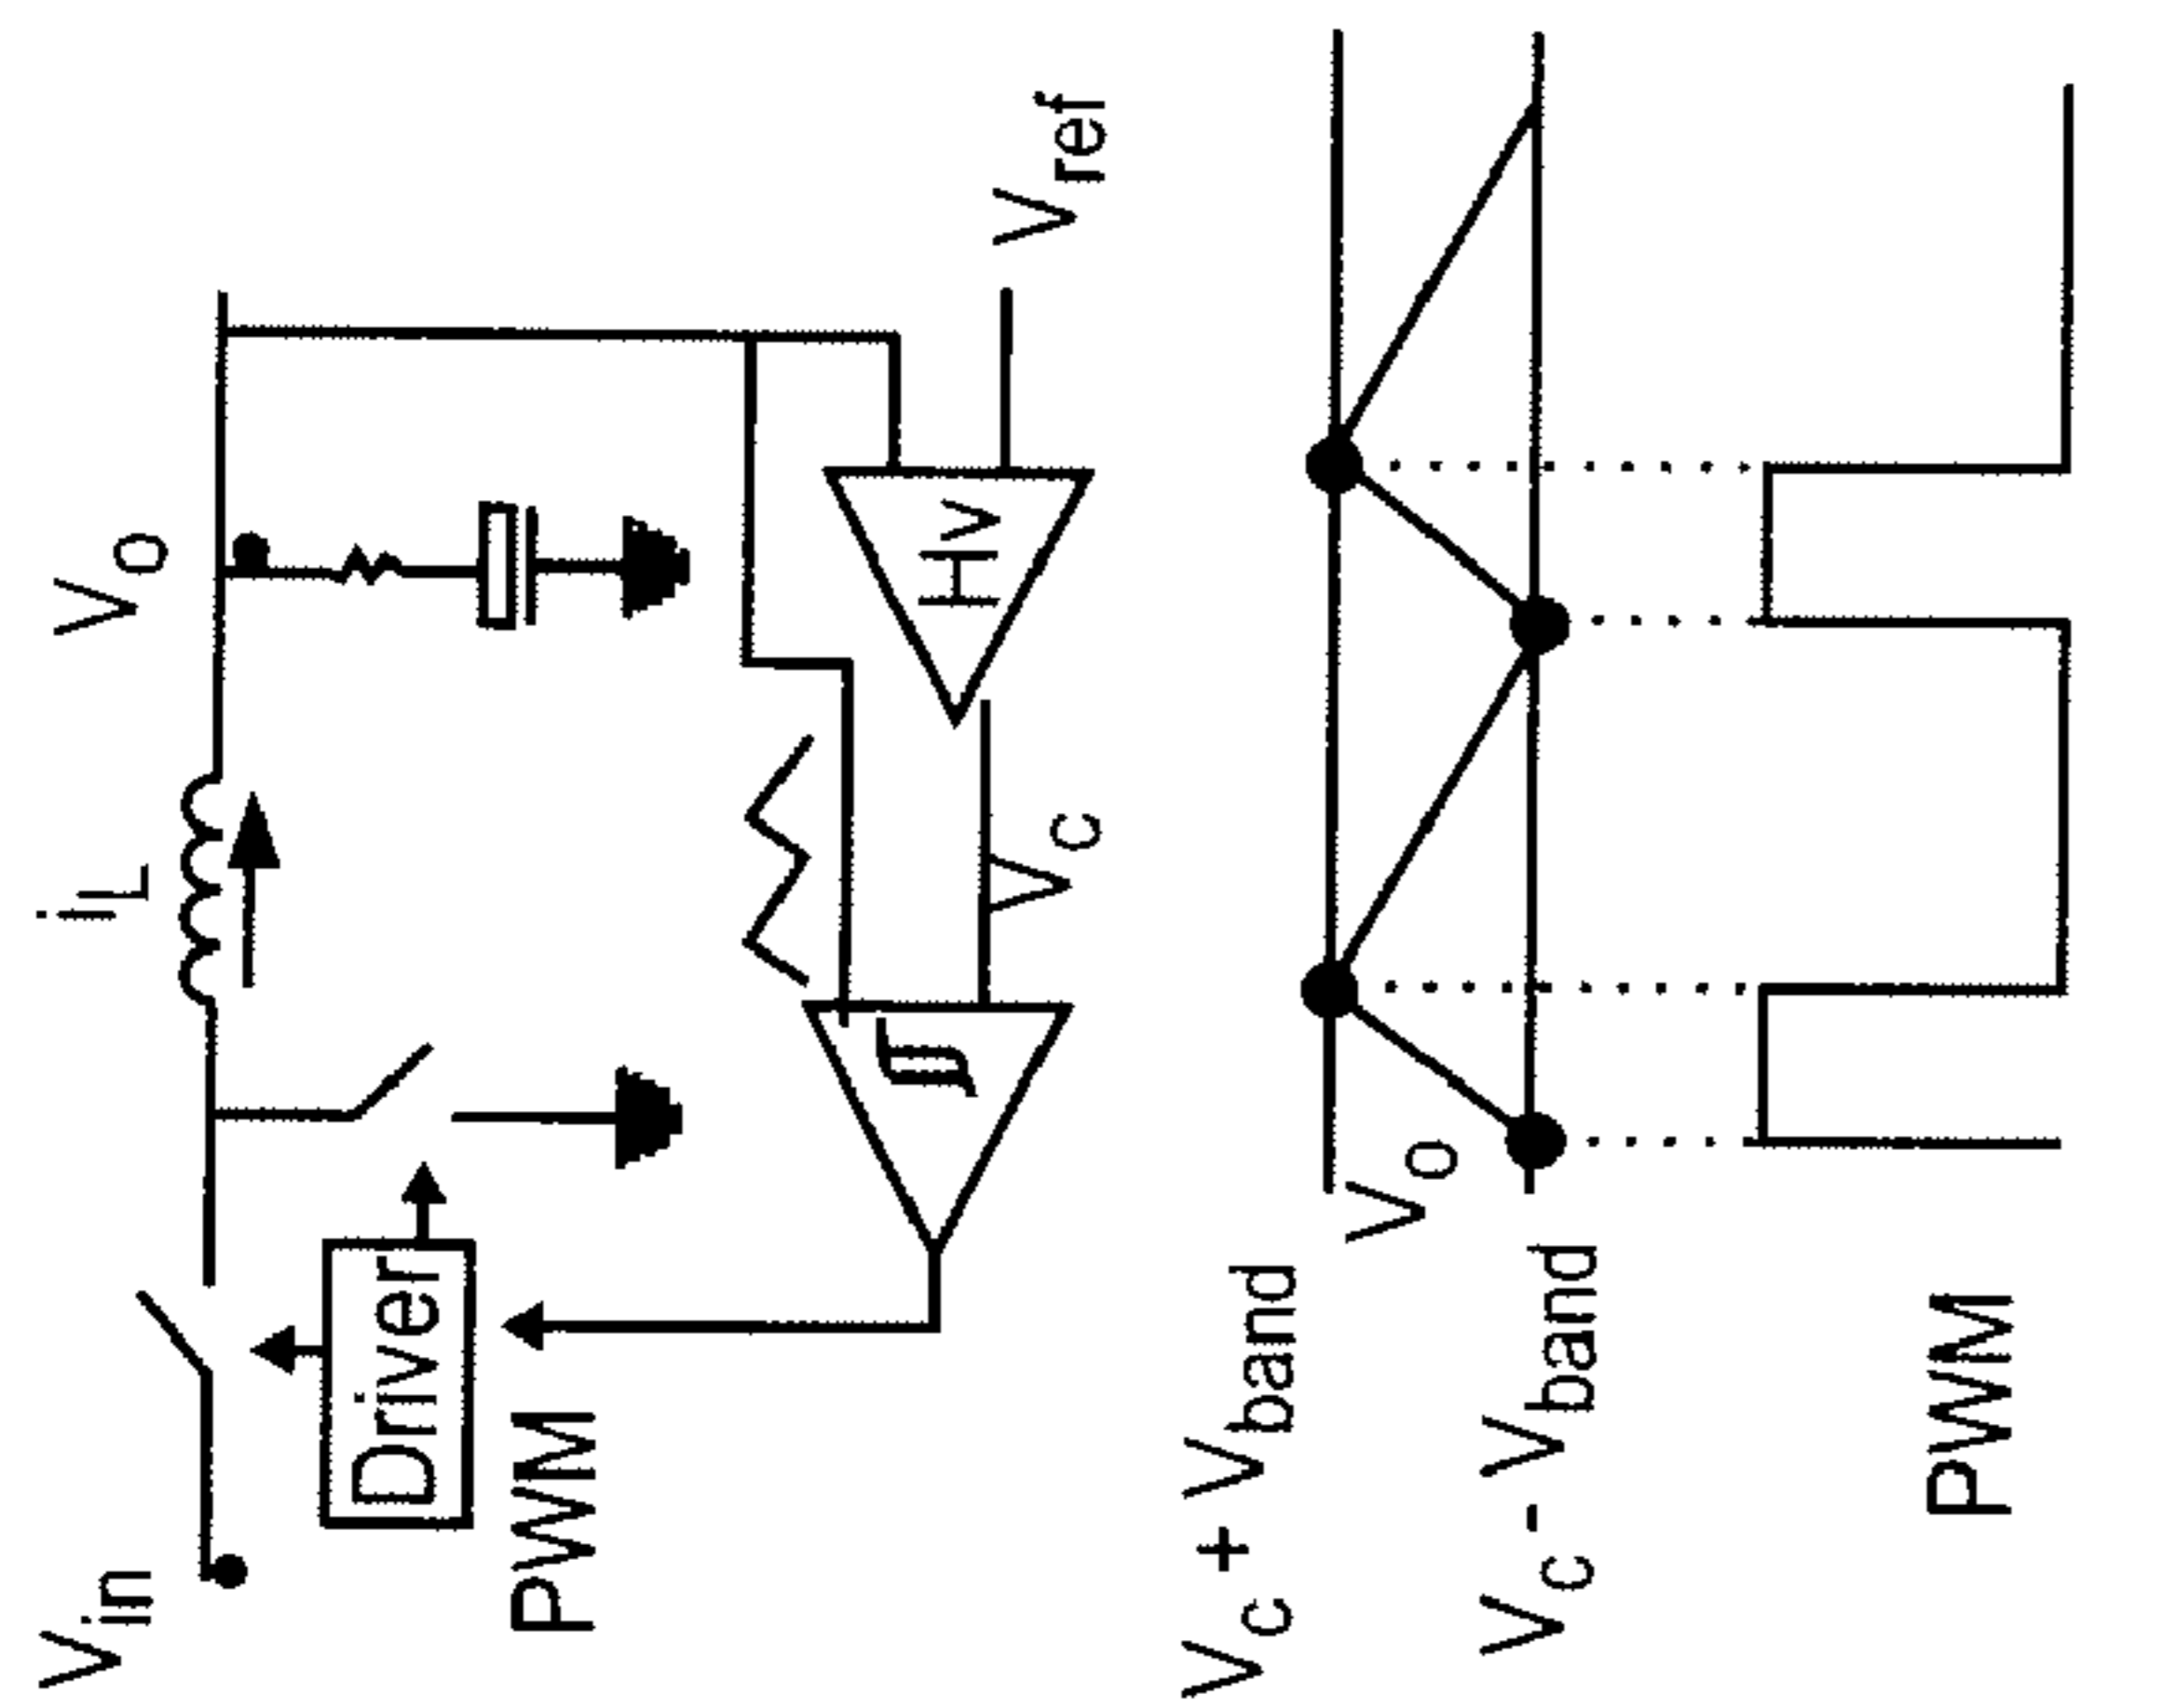 Vin
iL
Vo
Driver
PWM
Vc
Hv
Vref
Vc + Vband
Vo
Vc - Vband
PWM